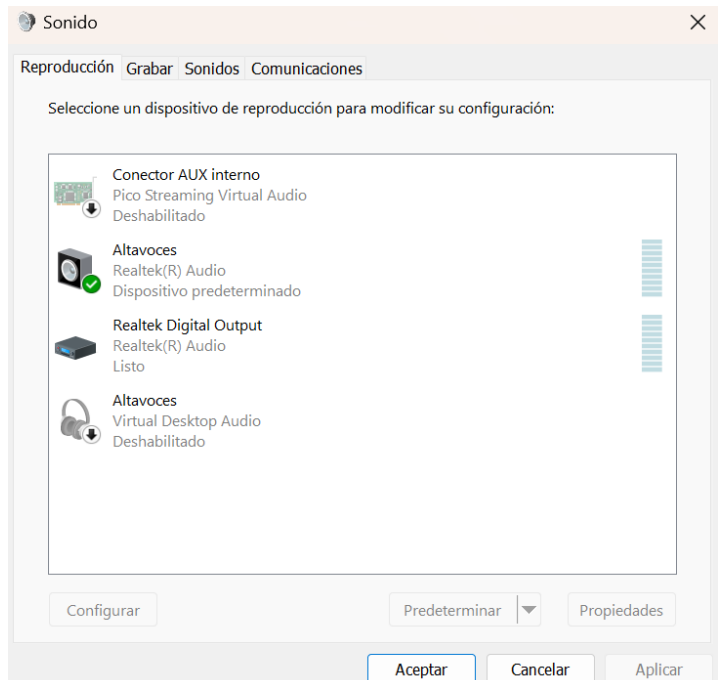 Sonido
Reproducción Grabar Sonidos Comunicaciones
Seleccione un dispositivo de reproducción para modificar su configuración:
Conector AUX interno
Pico Streaming Virtual Audio
Deshabilitado
Altavoces
Realtek(R) Audio
Dispositivo predeterminado
Realtek Digital Output
Realtek(R) Audio
Listo
Altavoces
Virtual Desktop Audio
Deshabilitado
Configurar Predeterminar Propiedades
Aceptar Cancelar Aplicar